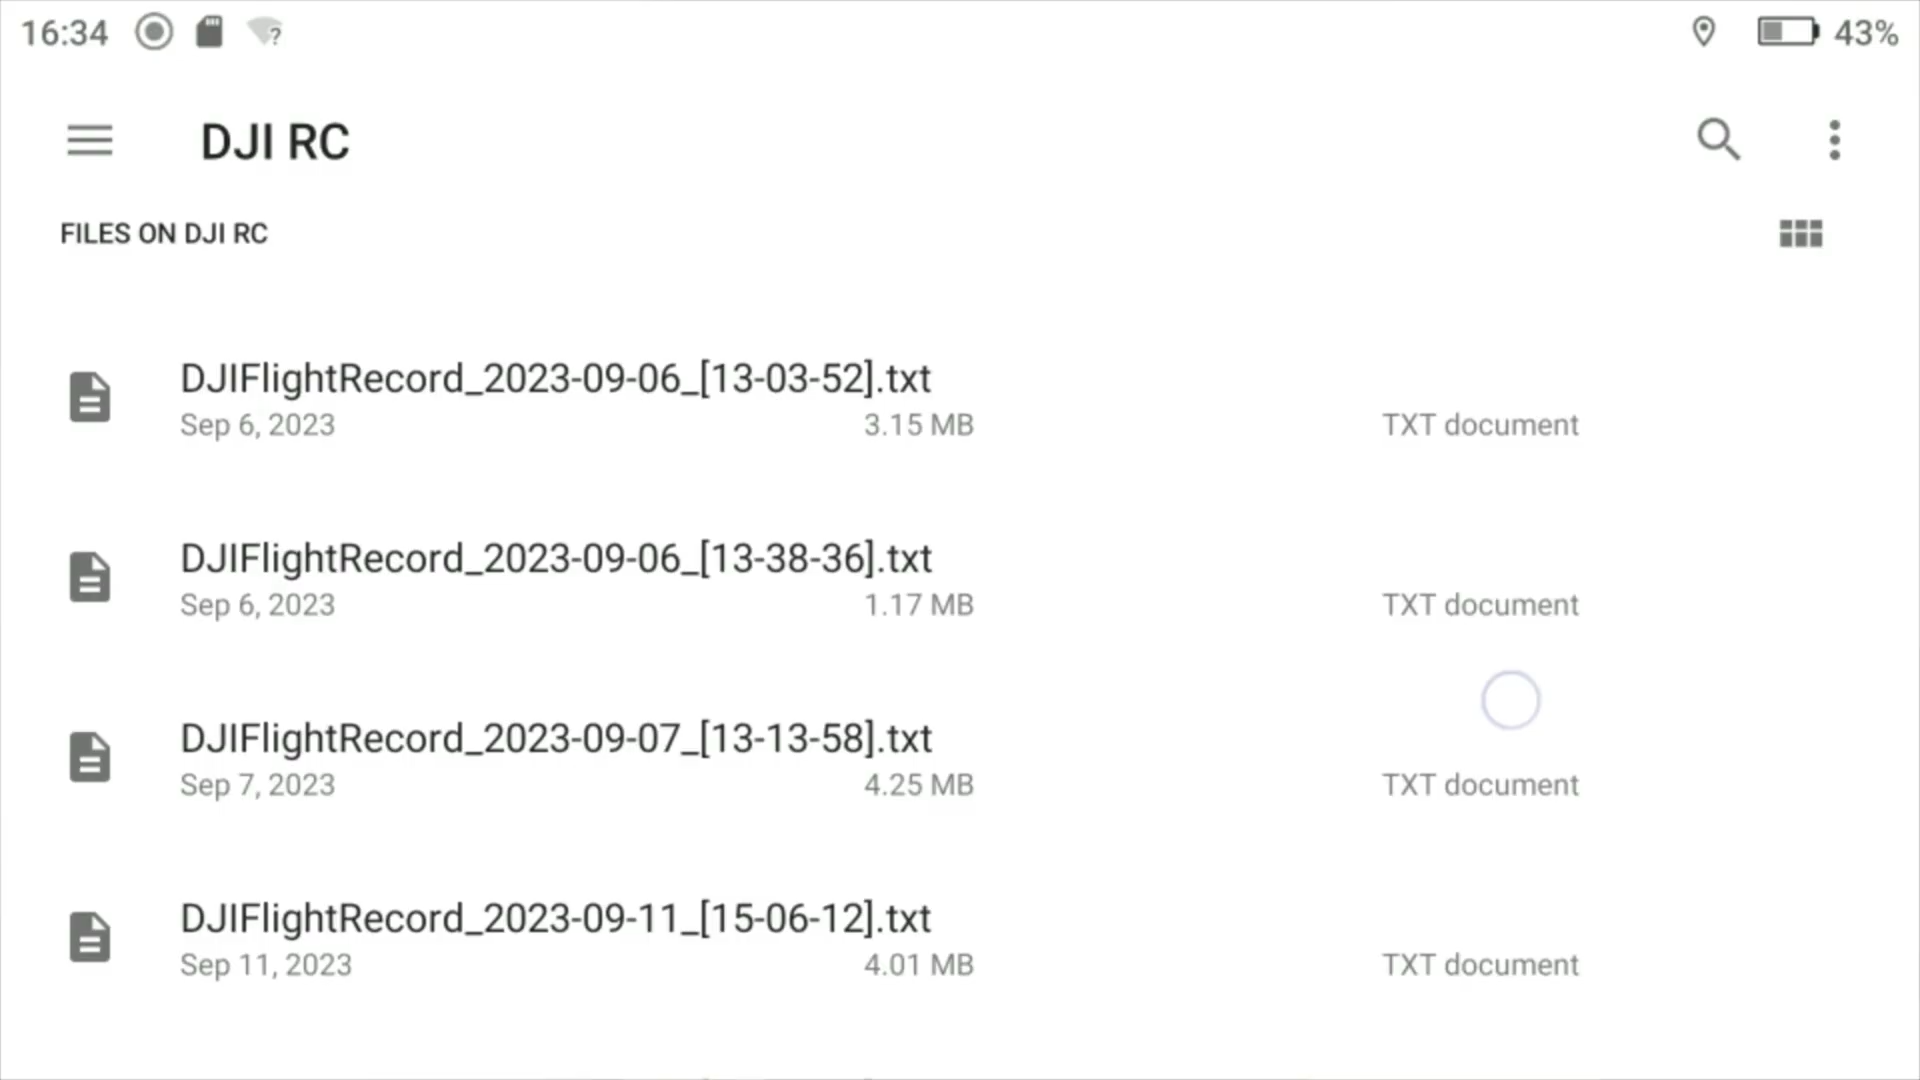 16:34
?
43%
DJI RC
FILES ON DJI RC
DJIFlightRecord_2023-09-06_[13-03-52].txt
Sep 6, 2023 3.15 MB TXT document
DJIFlightRecord_2023-09-06_[13-38-36].txt
Sep 6, 2023 1.17 MB TXT document
DJIFlightRecord_2023-09-07_[13-13-58].txt
Sep 7, 2023 4.25 MB TXT document
DJIFlightRecord_2023-09-11_[15-06-12].txt
Sep 11, 2023 4.01 MB TXT document